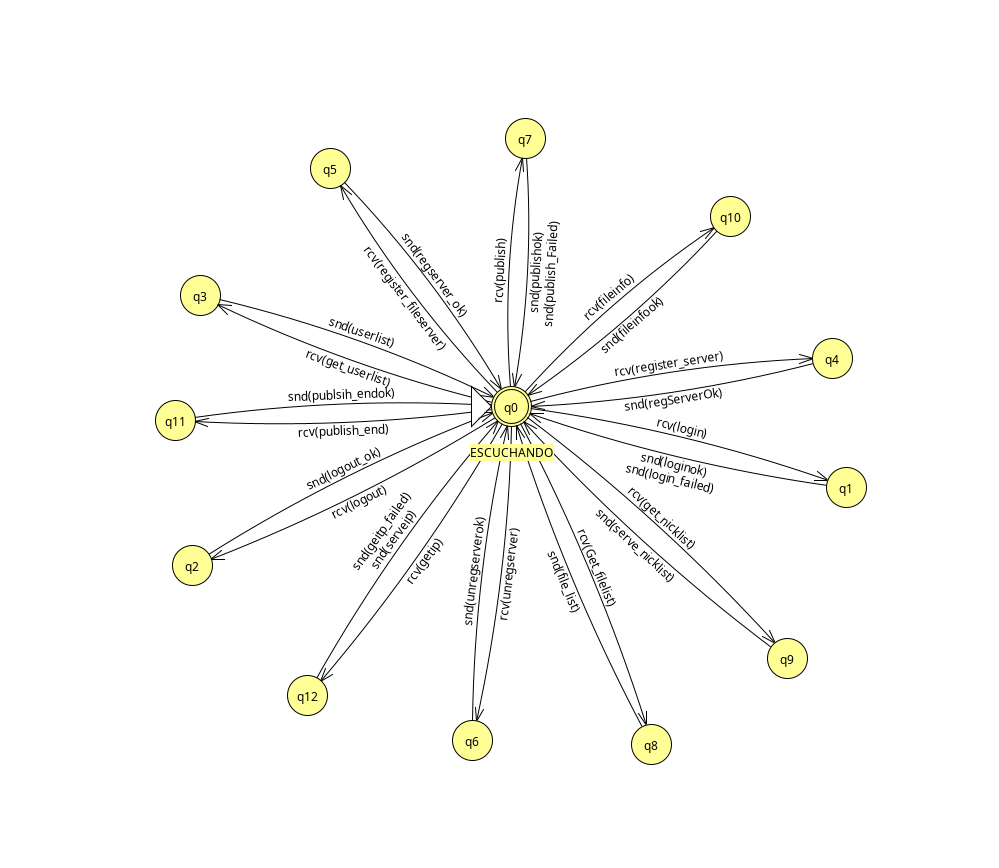 q7
q5
q10
snd(regserver_ok)
rcv(register_fileserver)
rcv(publish)
snd(publishok)
snd(publish_Failed)
rcv(fileinfo)
snd(fileinfook)
q3
snd(userlist)
rcv(get_userlist)
rcv(register_server)
snd(regServerOk)
q4
q11
snd(publsih_endok)
rcv(publish_end)
q0
ESCUCHANDO
rcv(login)
snd(loginok)
snd(login_failed)
q1
snd(logout_ok)
rcv(logout)
q2
snd(geitp_failed)
snd(serveip)
rcv(getip)
snd(unregserverok)
rcv(unregserver)
snd(file_list)
rcv(Get_filelist)
rcv(get_nicklist)
snd(serve_nicklist)
q9
q12
q6
q8